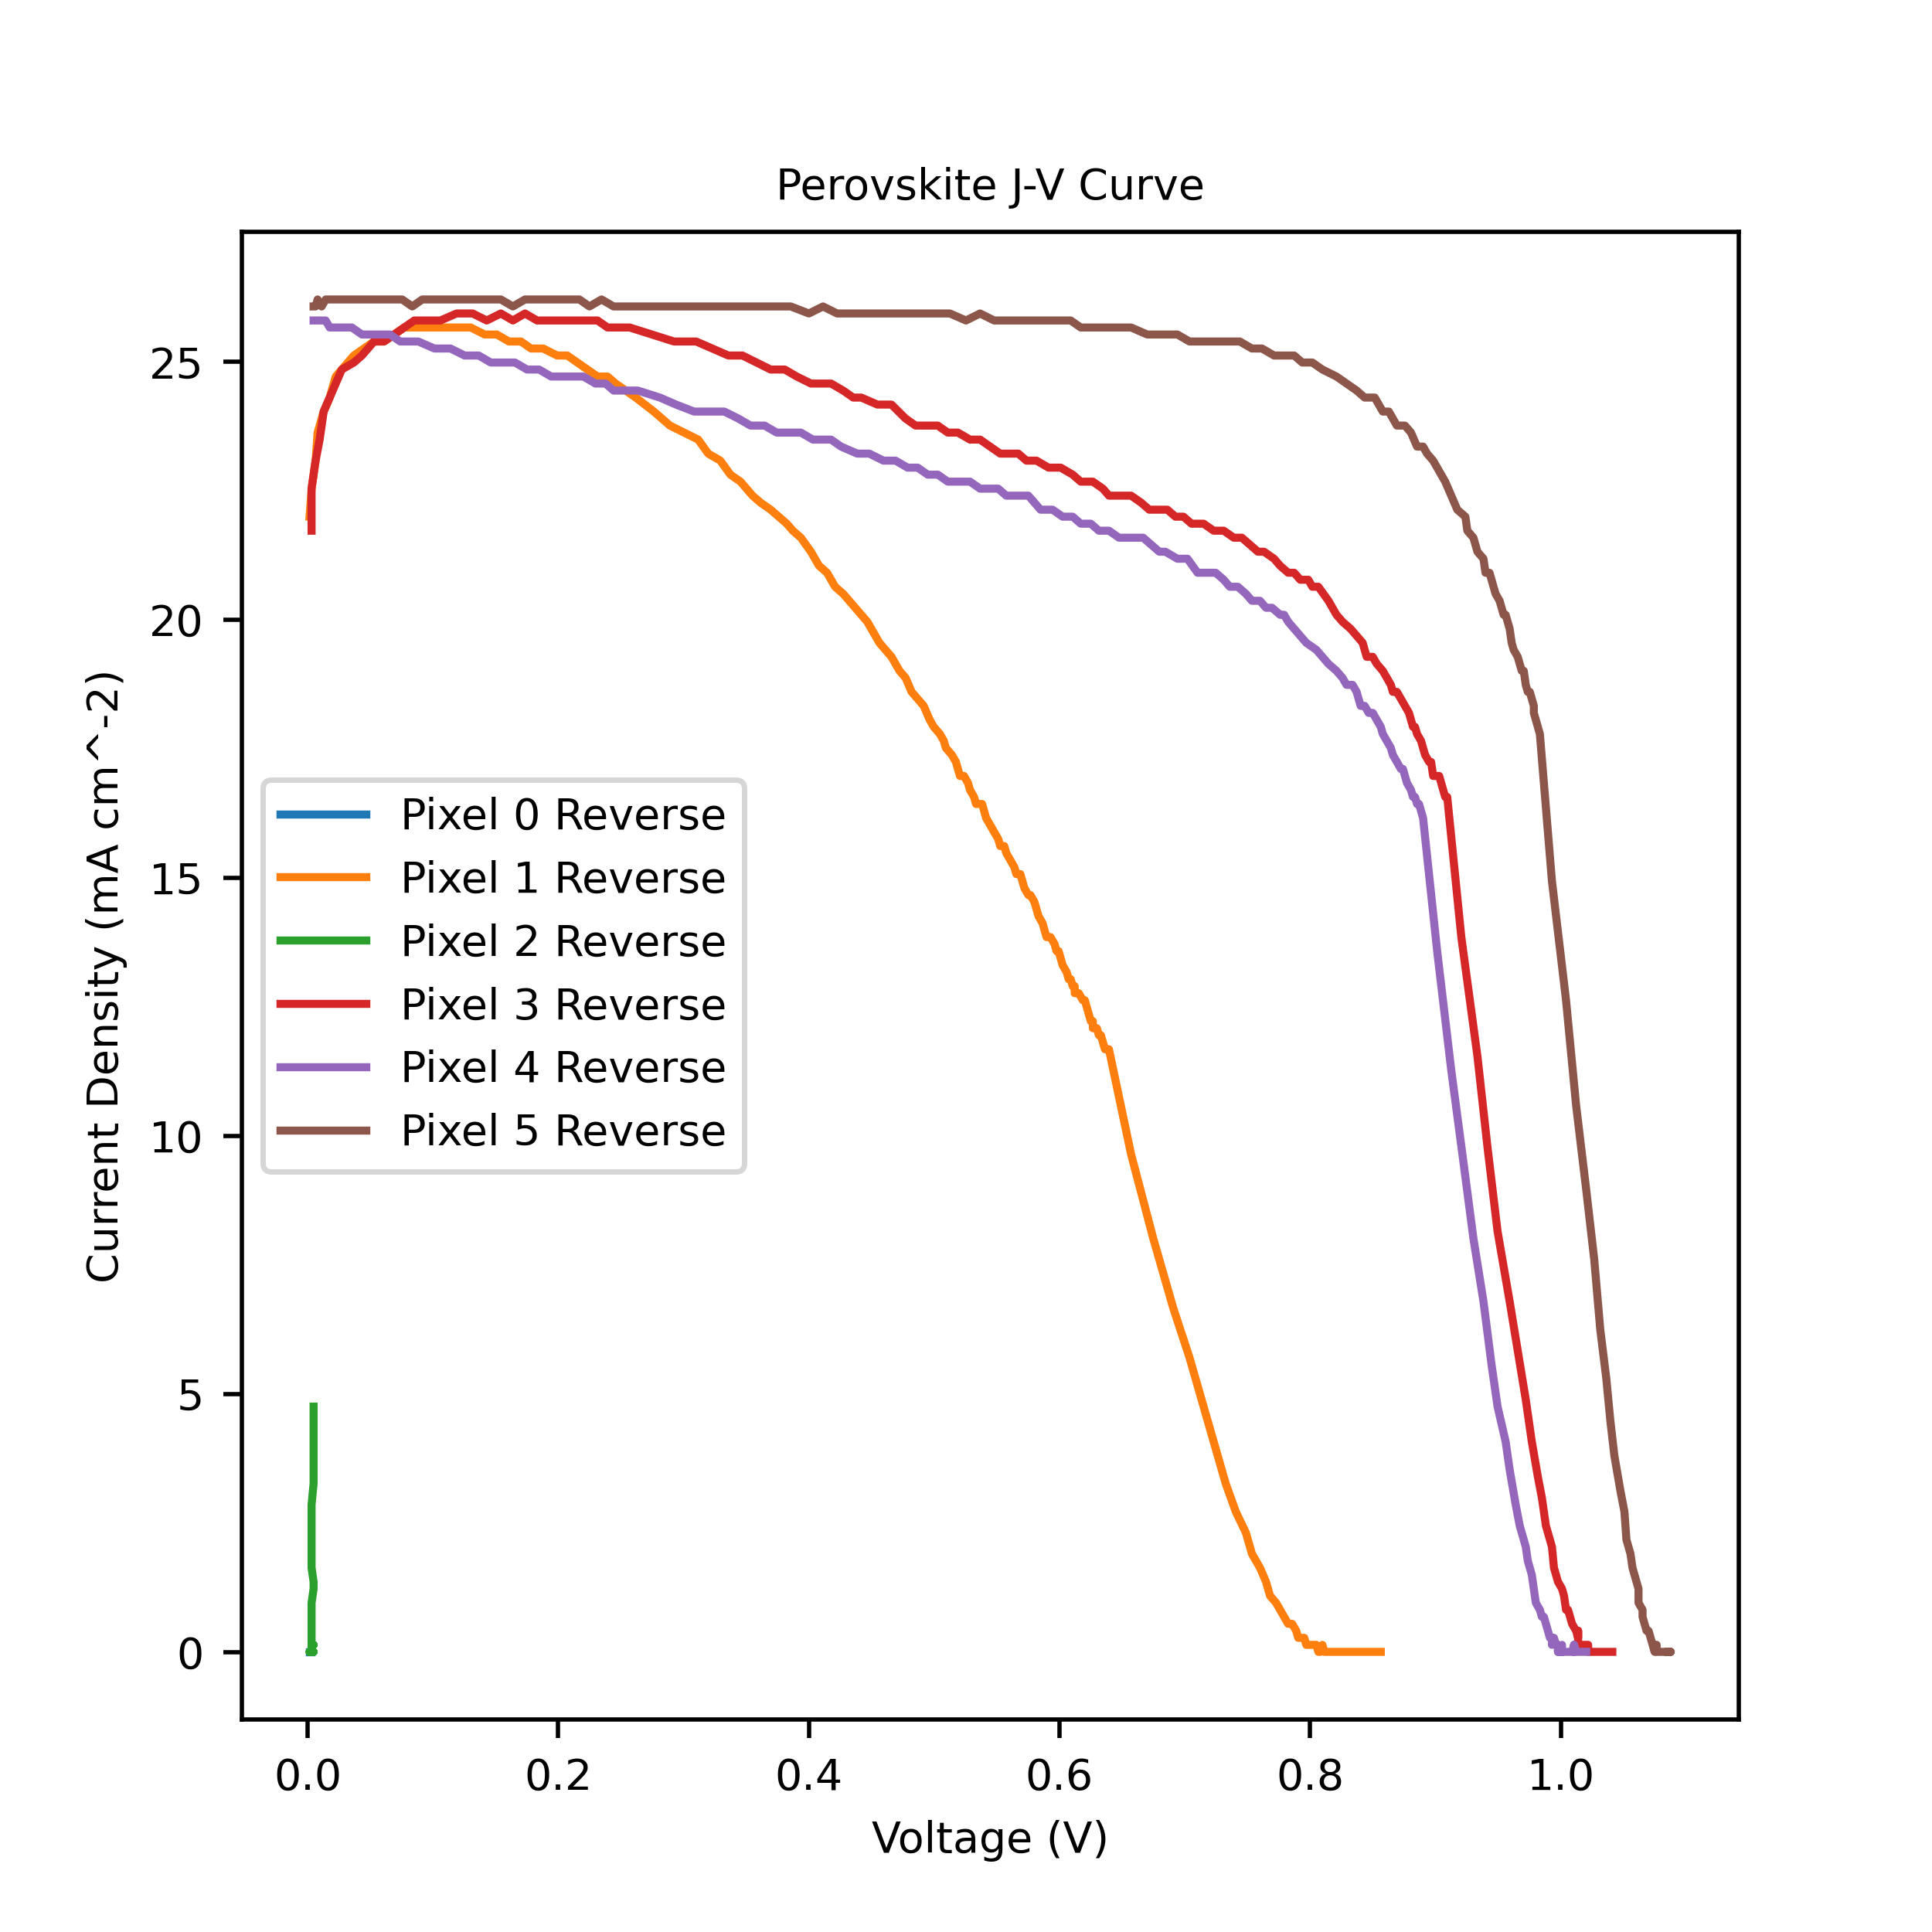 Perovskite J-V Curve
Current Density (mA cm^-2)
25
20
15
10
5
0
Pixel 0 Reverse
Pixel 1 Reverse
Pixel 2 Reverse
Pixel 3 Reverse
Pixel 4 Reverse
Pixel 5 Reverse
0.0 0.2 0.4 0.6 0.8 1.0
Voltage (V)